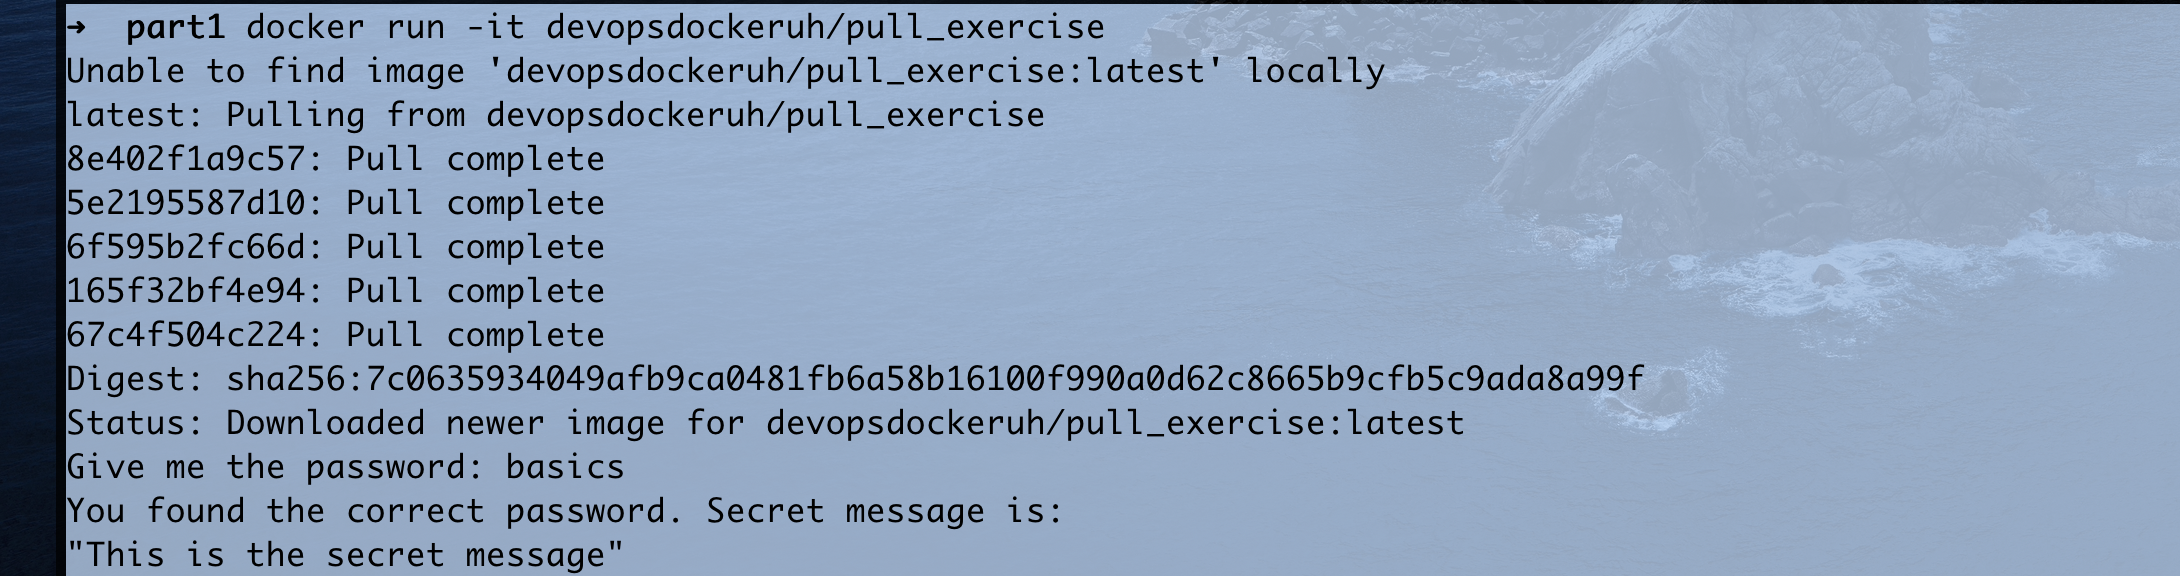 ➜  part1 docker run -it devopsdockeruh/pull_exercise
Unable to find image 'devopsdockeruh/pull_exercise:latest' locally
latest: Pulling from devopsdockeruh/pull_exercise
8e402f1a9c57: Pull complete
5e2195587d10: Pull complete
6f595b2fc66d: Pull complete
165f32bf4e94: Pull complete
67c4f504c224: Pull complete
Digest: sha256:7c0635934049afb9ca0481fb6a58b16100f990a0d62c8665b9cfb5c9ada8a99f
Status: Downloaded newer image for devopsdockeruh/pull_exercise:latest
Give me the password: basics
You found the correct password. Secret message is:
"This is the secret message"